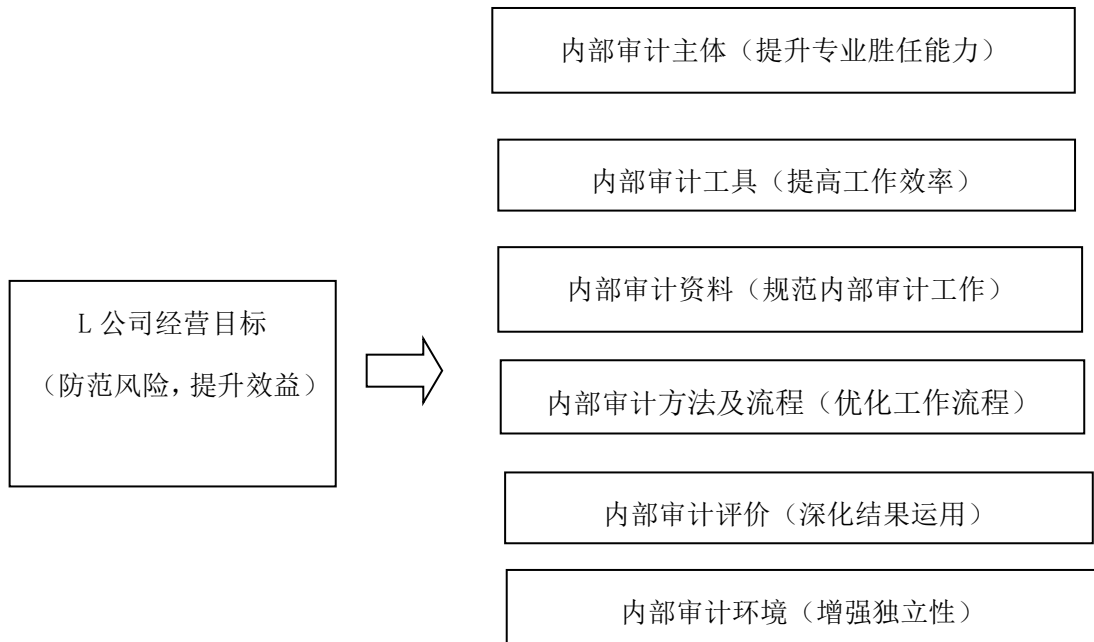 内部审计主体（提升专业胜任能力）
内部审计工具（提高工作效率）
内部审计资料（规范内部审计工作）
L 公司经营目标
（防范风险，提升效益）
内部审计方法及流程（优化工作流程）
内部审计评价（深化结果运用）
内部审计环境（增强独立性）